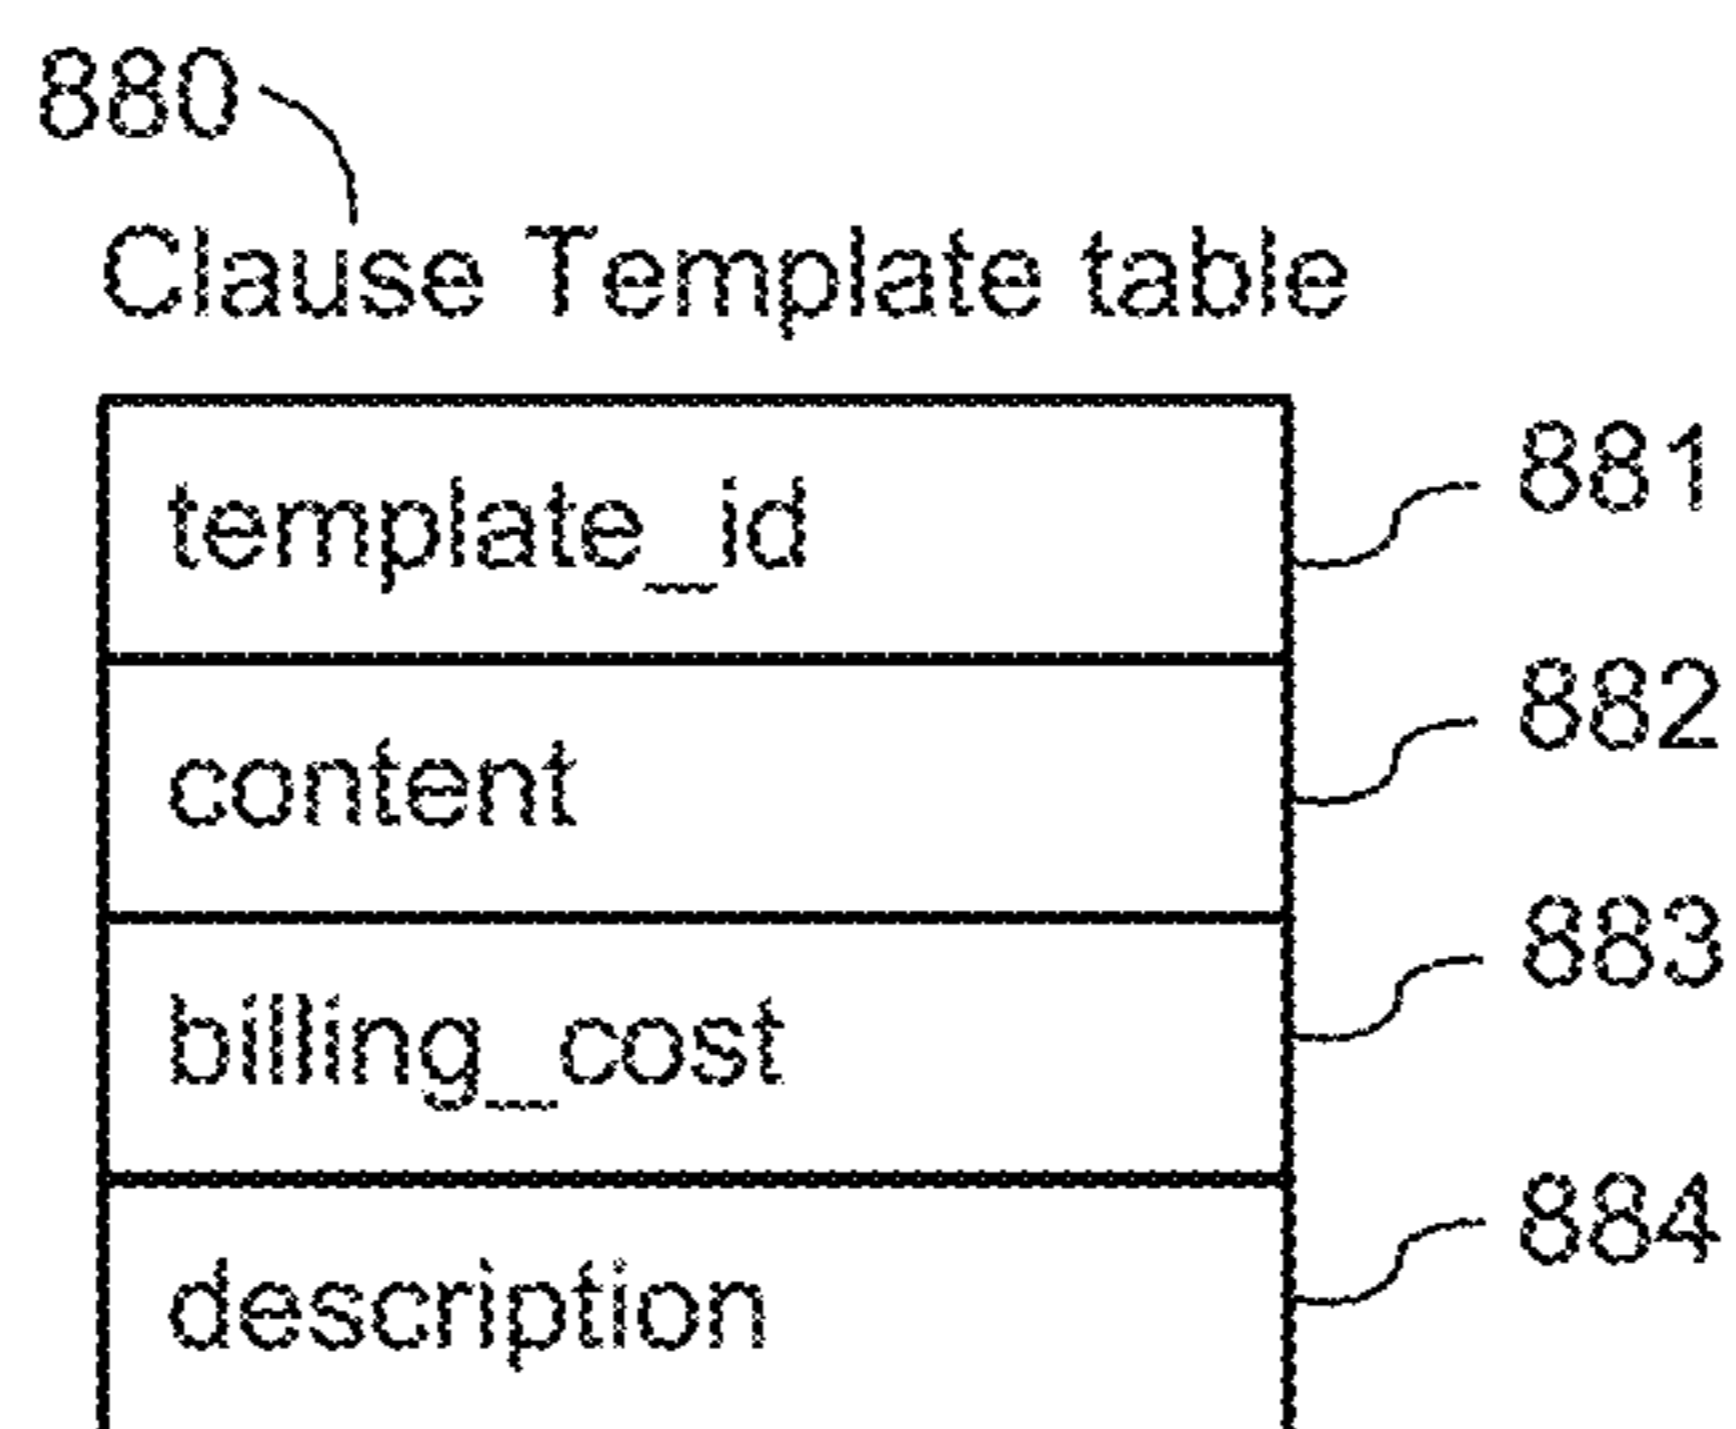 880
Clause Template table
template_id 881
content 882
billing_cost 883
description 884